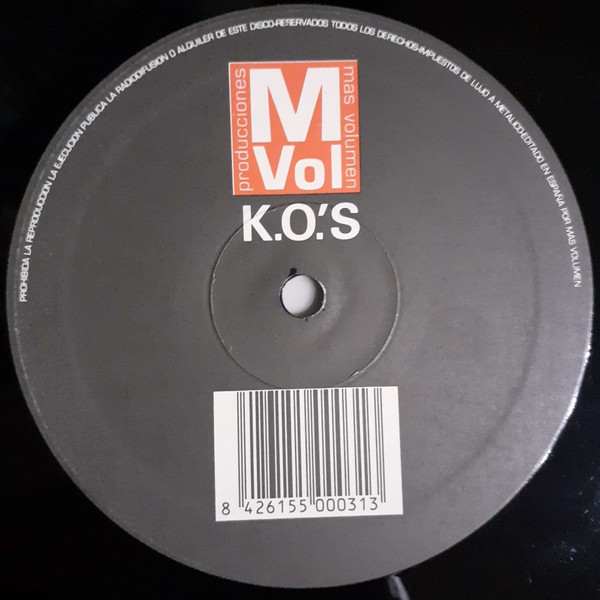 PROHIBIDA LA REPRODUCCION LA EJECUCION PUBLICA LA RADIODIFUSION O ALQUILER DE ESTE DISCO-RESERVADOS TODOS LOS DERECHOS-IMPUESTOS DE LUJO A METALICO-EDITADO EN ESPAÑA POR MAS VOLUMEN
producciones
M
Vol
mas volumen
K.O.'S
8 426155 000313